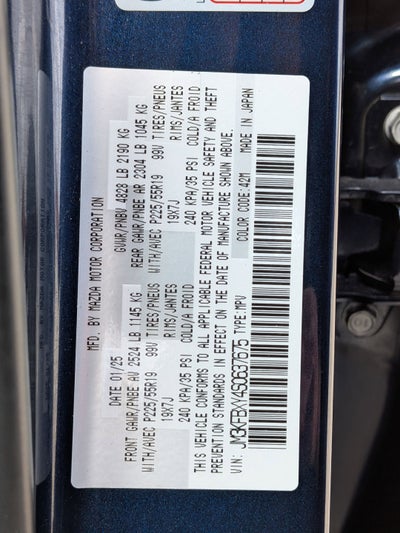 MFD. BY MAZDA MOTOR CORPORATION
DATE 01/25 GVWR/PNBV 4828 LB 2190 KG
FRONT GAWR/PNBE AV 2524 LB 1145 KG REAR GAWR/PNBE AR 2304 LB 1045 KG
WITH/AVEC P225/55R19 99V TIRES/PNEUS WITH/AVEC P225/55R19 99V TIRES/PNEUS
19X7J RIMS/JANTES 19X7J RIMS/JANTES
240 KPA/35 PSI COLD/A FROID 240 KPA/35 PSI COLD/A FROID
THIS VEHICLE CONFORMS TO ALL APPLICABLE FEDERAL MOTOR VEHICLE SAFETY AND THEFT
PREVENTION STANDARDS IN EFFECT ON THE DATE OF MANUFACTURE SHOWN ABOVE.
VIN: JM3KFBXY4S0637675 TYPE:MPV COLOR CODE:42M MADE IN JAPAN